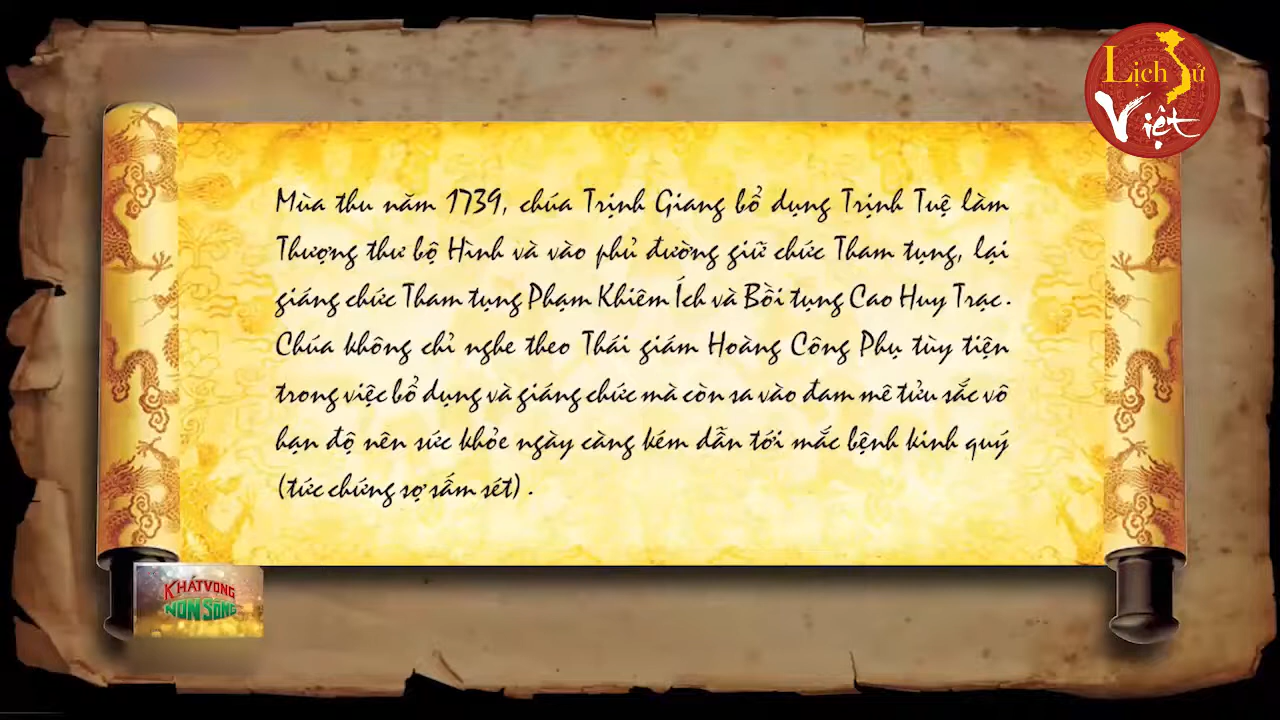 Lịch Sử
Việt
Mùa thu năm 1739, chúa Trịnh Giang bổ dụng Trịnh Tuệ làm
Thượng thư bộ Hình và vào phủ đường giữ chức Tham tụng, lại
giáng chức Tham tụng Phạm Khiêm Ích và Bồi tụng Cao Huy Trạc.
Chúa không chỉ nghe theo Thái giám Hoàng Công Phụ tùy tiện
trong việc bổ dụng và giáng chức mà còn sa vào đam mê tửu sắc vô
hạn độ nên sức khỏe ngày càng kém dẫn tới mắc bệnh kinh quý
(tức chứng sợ sấm sét).
KHÁT VỌNG
NON SÔNG